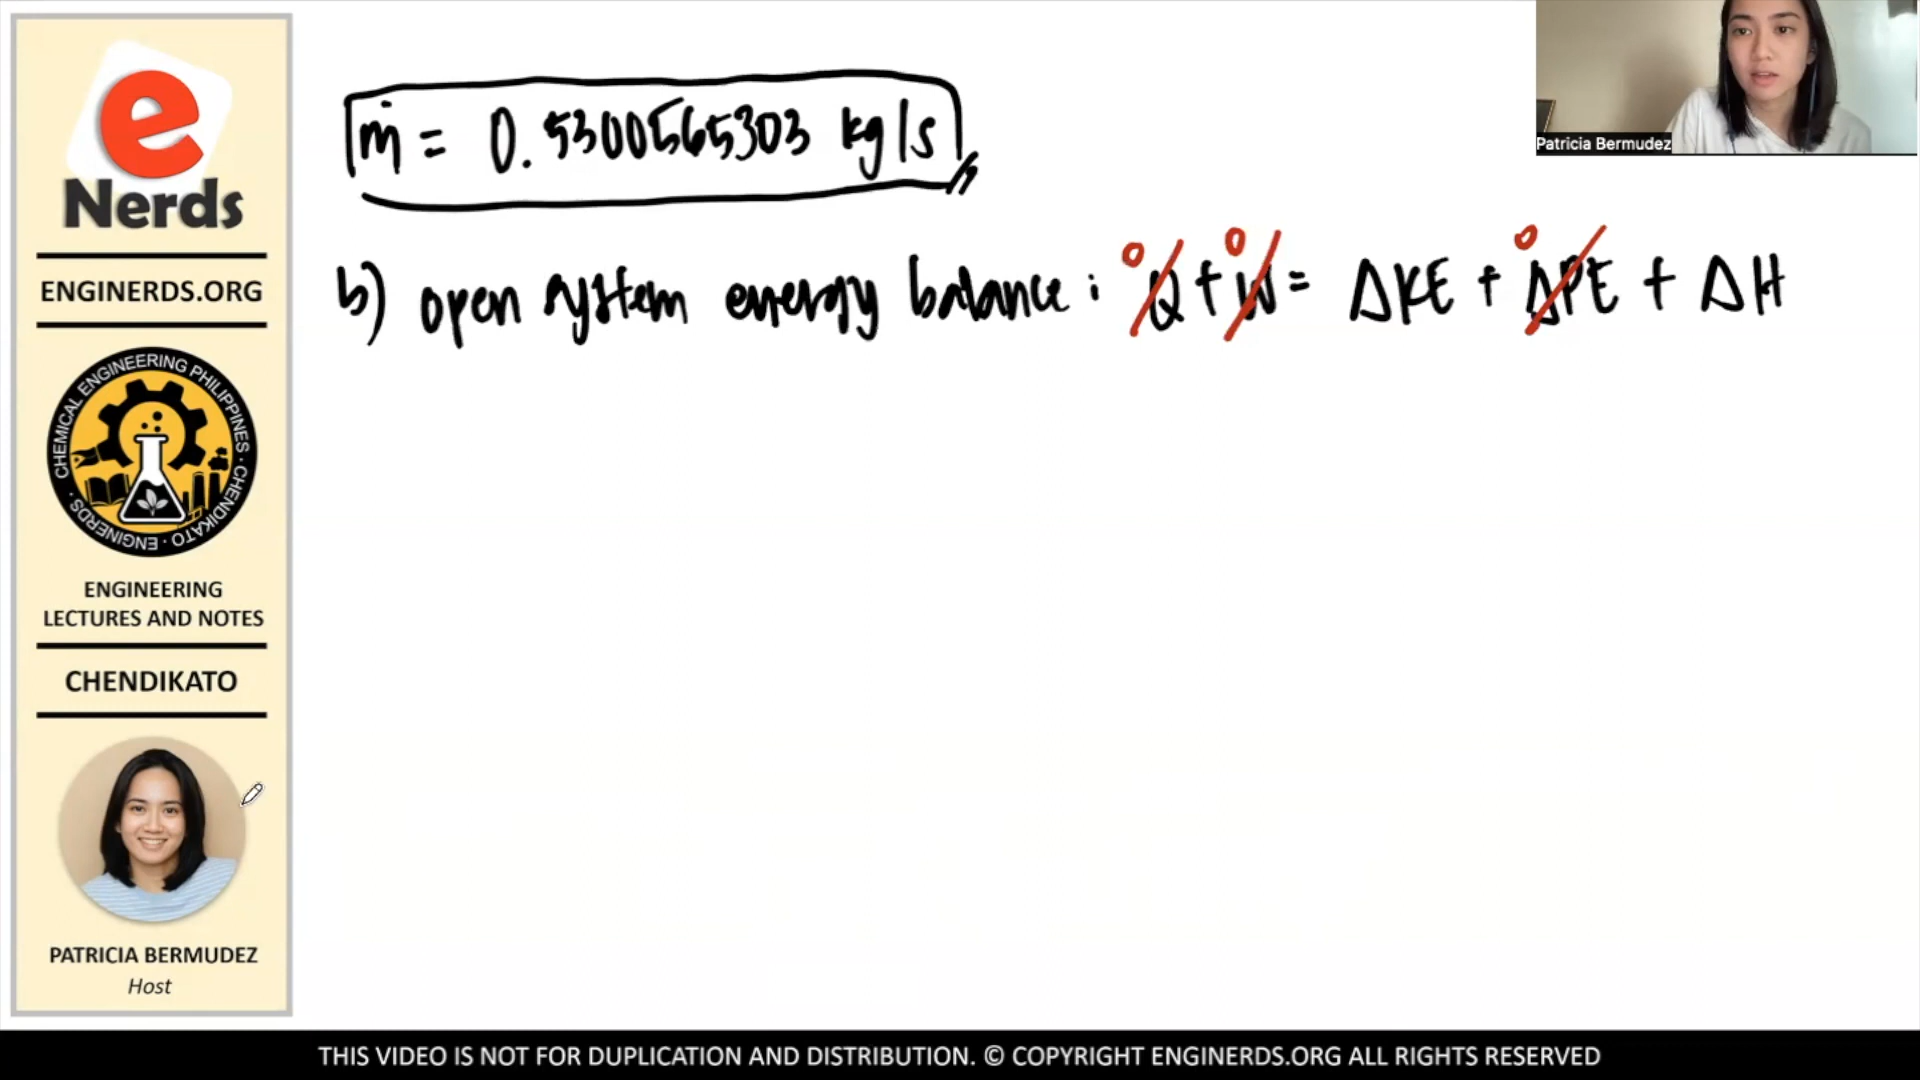 e
Nerds
ENGINERDS.ORG
CHEMICAL ENGINEERING PHILIPPINES · CHENDIKATO · ENGINERDS ·
ENGINEERING
LECTURES AND NOTES
CHENDIKATO
PATRICIA BERMUDEZ
Host
ṁ = 0.5300565303 kg/s
b) open system energy balance : Q + W = ΔKE + ΔPE + ΔH
0 0 0
Patricia Bermudez
THIS VIDEO IS NOT FOR DUPLICATION AND DISTRIBUTION. © COPYRIGHT ENGINERDS.ORG ALL RIGHTS RESERVED